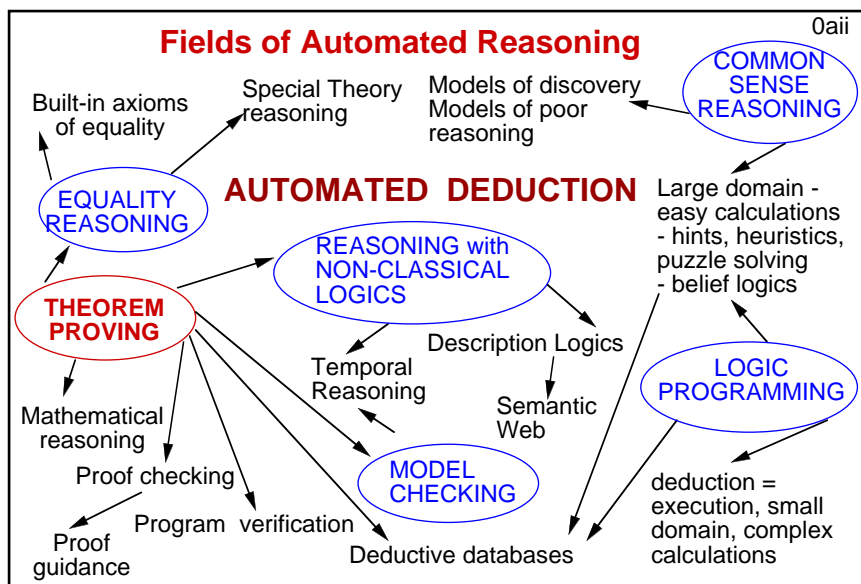 0aii
Fields of Automated Reasoning
COMMON
SENSE
REASONING
Built-in axioms
of equality
Special Theory
reasoning
Models of discovery
Models of poor
reasoning
EQUALITY
REASONING
AUTOMATED DEDUCTION
Large domain -
easy calculations
- hints, heuristics,
puzzle solving
- belief logics
REASONING with
NON-CLASSICAL
LOGICS
THEOREM
PROVING
Temporal
Reasoning
Description Logics
LOGIC
PROGRAMMING
Mathematical
reasoning
Semantic
Web
Proof checking
MODEL
CHECKING
deduction =
execution, small
domain, complex
calculations
Program verification
Proof
guidance
Deductive databases